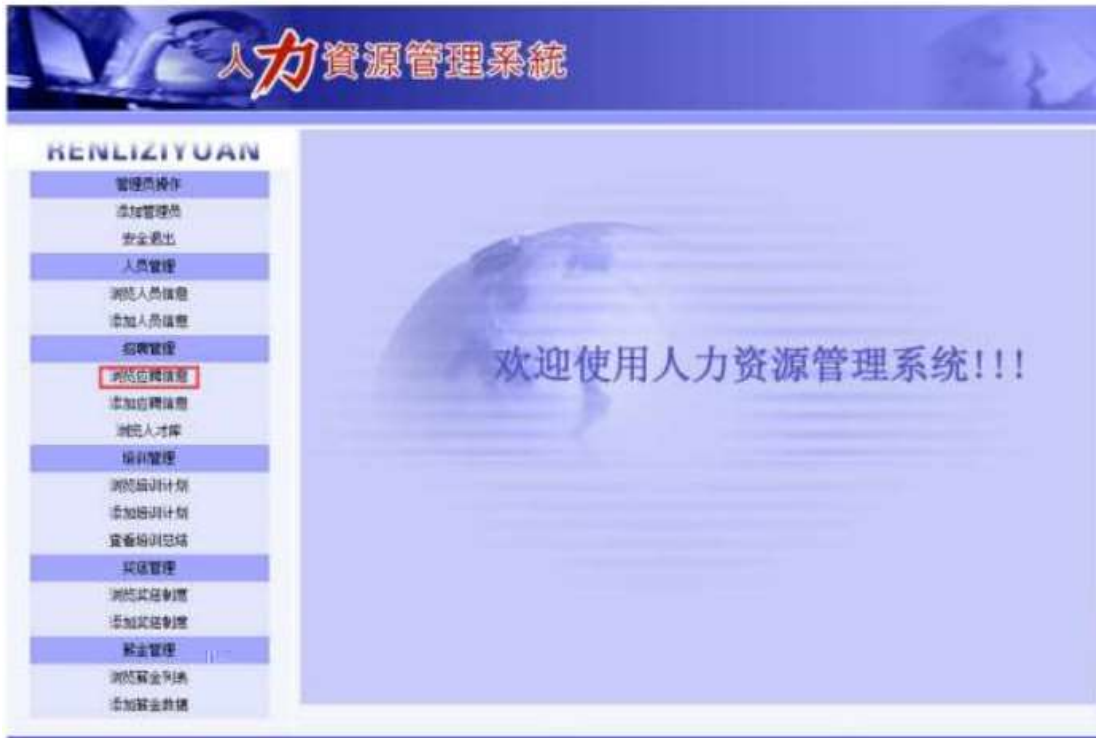 人力資源管理系統
RENLIZIYUAN
管理员操作
添加管理员
安全退出
人员管理
浏览人员信息
添加人员信息
招聘管理
浏览应聘信息
添加应聘信息
浏览人才库
培训管理
浏览培训计划
添加培训计划
查看培训总结
奖惩管理
浏览奖惩制度
添加奖惩制度
薪金管理
浏览薪金列表
添加薪金数据
欢迎使用人力资源管理系统!!!